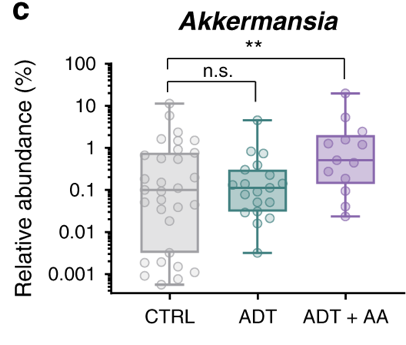 c
Akkermansia
**
n.s.
Relative abundance (%)
100
10
1
0.1
0.01
0.001
CTRL
ADT
ADT + AA